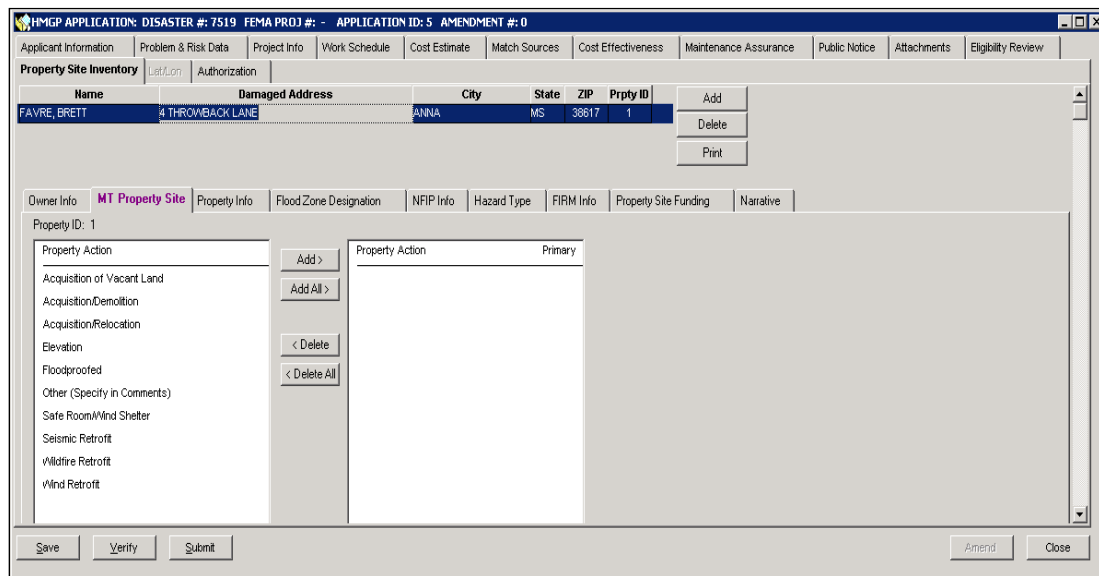 HMGP APPLICATION: DISASTER #: 7519 FEMA PROJ #: - APPLICATION ID: 5 AMENDMENT #: 0
Applicant Information Problem & Risk Data Project Info Work Schedule Cost Estimate Match Sources Cost Effectiveness Maintenance Assurance Public Notice Attachments Eligibility Review
Property Site Inventory Lat/Lon Authorization
Name Damaged Address City State ZIP Prpty ID
FAVRE, BRETT 4 THROWBACK LANE ANNA MS 38617 1
Add
Delete
Print
Owner Info MT Property Site Property Info Flood Zone Designation NFIP Info Hazard Type FIRM Info Property Site Funding Narrative
Property ID: 1
Property Action
Acquisition of Vacant Land
Acquisition/Demolition
Acquisition/Relocation
Elevation
Floodproofed
Other (Specify in Comments)
Safe Room/Wind Shelter
Seismic Retrofit
Wildfire Retrofit
Wind Retrofit
Add >
Add All >
< Delete
< Delete All
Property Action Primary
Save Verify Submit Amend Close